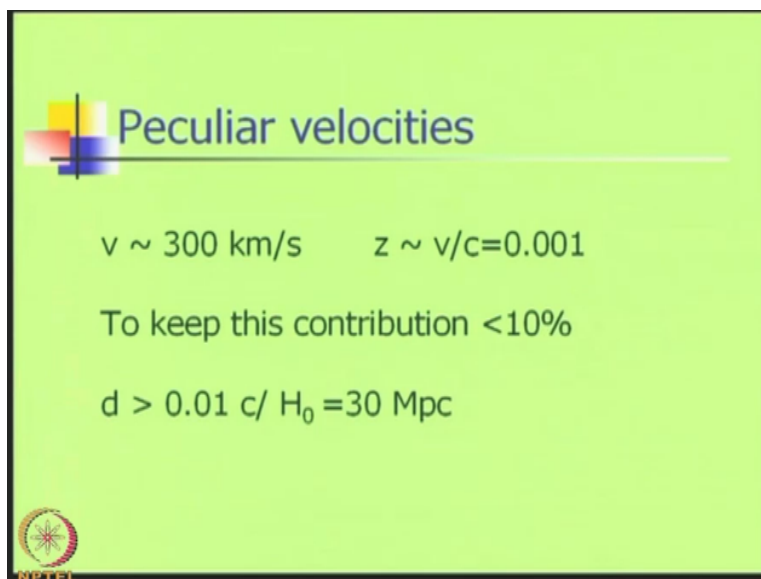 Peculiar velocities
v ~ 300 km/s z ~ v/c=0.001
To keep this contribution <10%
d > 0.01 c/ H₀ =30 Mpc
NPTEL